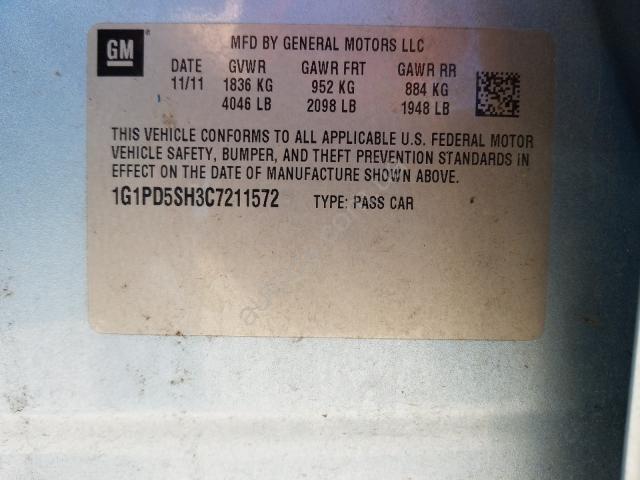 GM MFD BY GENERAL MOTORS LLC
DATE GVWR GAWR FRT GAWR RR
11/11 1836 KG 952 KG 884 KG
4046 LB 2098 LB 1948 LB
THIS VEHICLE CONFORMS TO ALL APPLICABLE U.S. FEDERAL MOTOR
VEHICLE SAFETY, BUMPER, AND THEFT PREVENTION STANDARDS IN
EFFECT ON THE DATE OF MANUFACTURE SHOWN ABOVE.
1G1PD5SH3C7211572 TYPE: PASS CAR